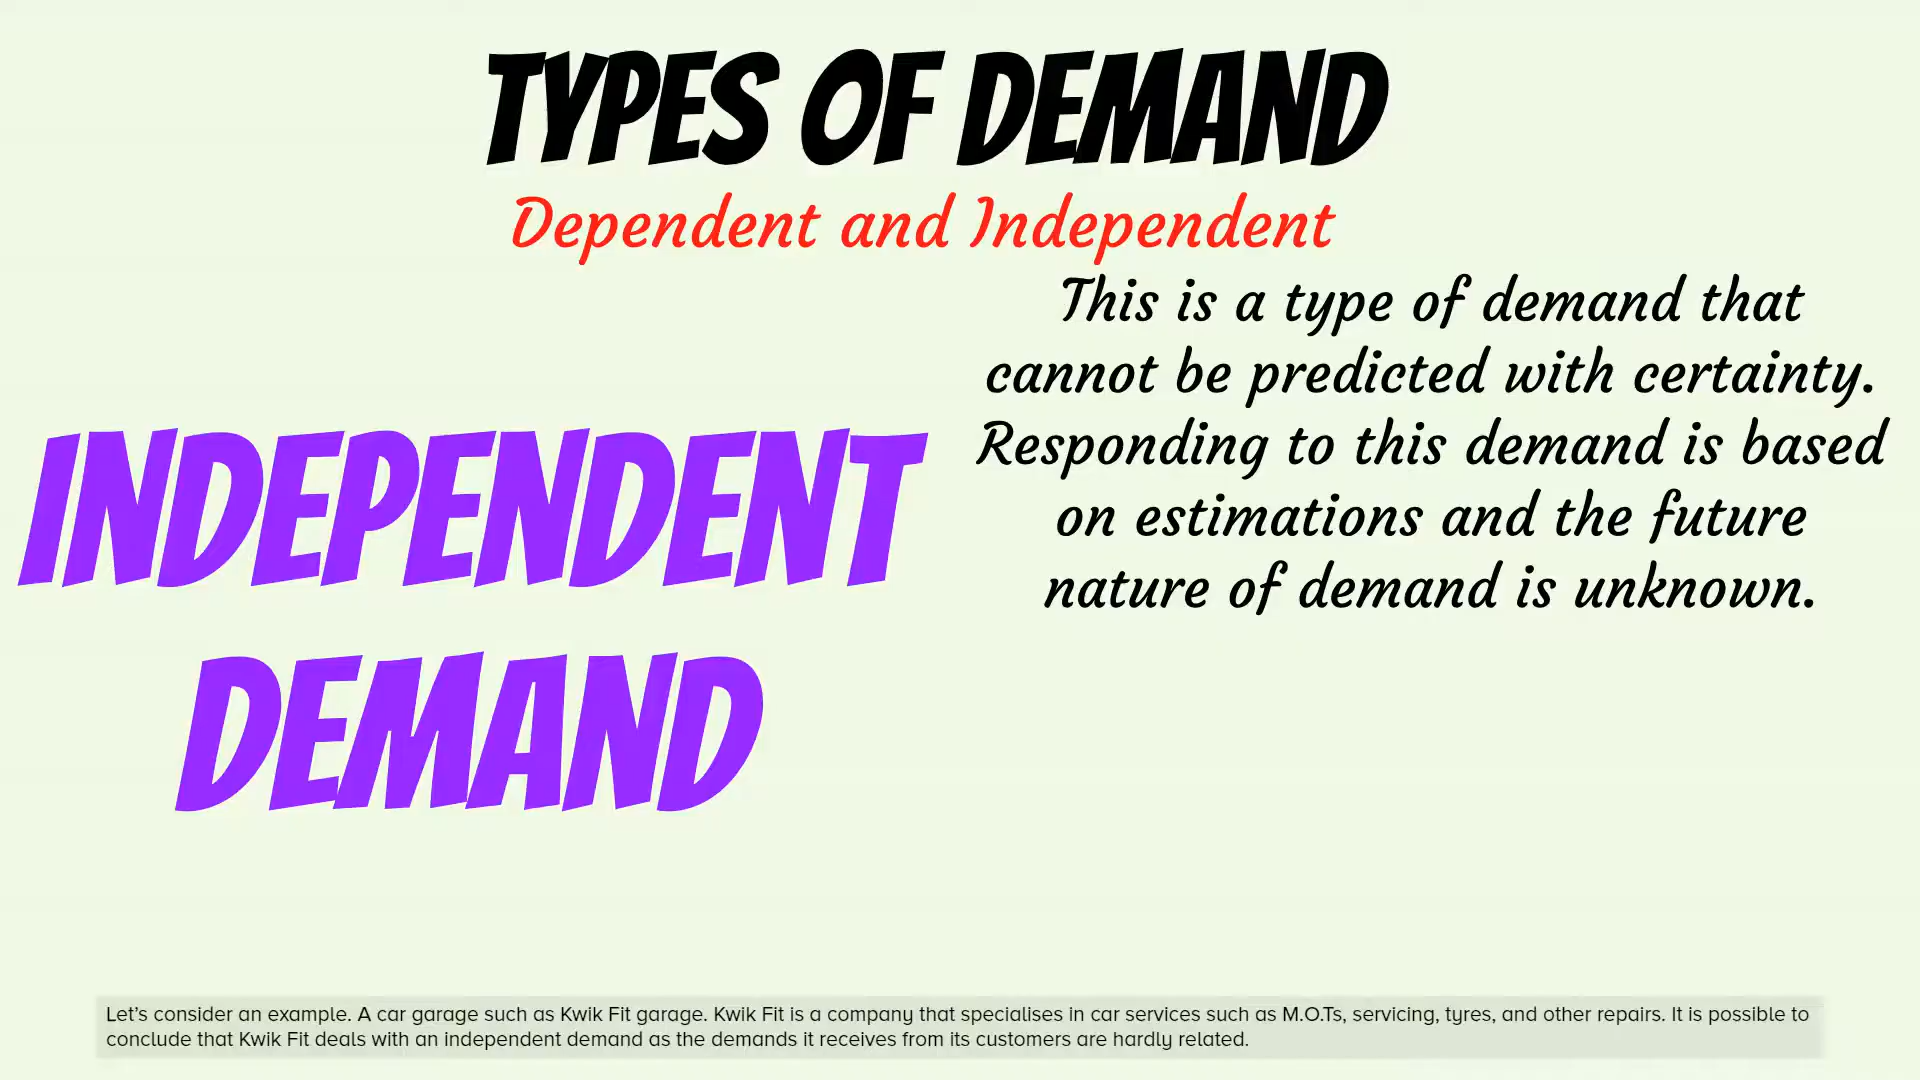 TYPES OF DEMAND
Dependent and Independent
This is a type of demand that
cannot be predicted with certainty.
Responding to this demand is based
on estimations and the future
nature of demand is unknown.
INDEPENDENT
DEMAND
Let's consider an example. A car garage such as Kwik Fit garage. Kwik Fit is a company that specialises in car services such as M.O.Ts, servicing, tyres, and other repairs. It is possible to
conclude that Kwik Fit deals with an independent demand as the demands it receives from its customers are hardly related.